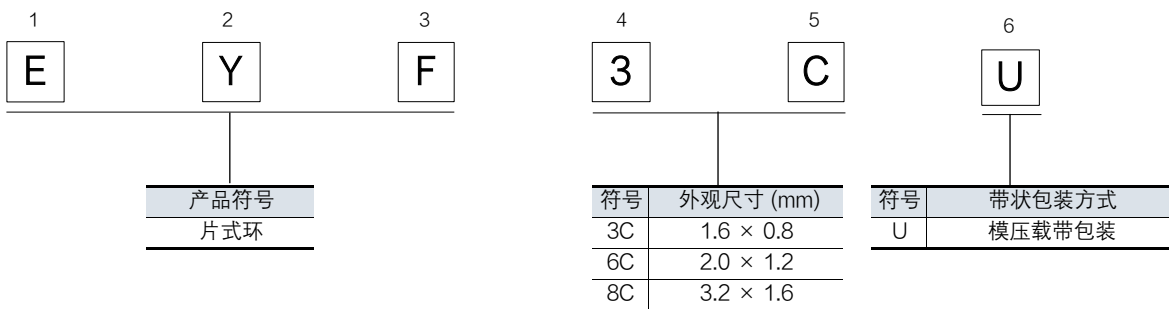 1 2 3 4 5 6
E Y F 3 C U
产品符号
片式环
符号 外观尺寸 (mm)
3C 1.6 × 0.8
6C 2.0 × 1.2
8C 3.2 × 1.6
符号 带状包装方式
U 模压载带包装